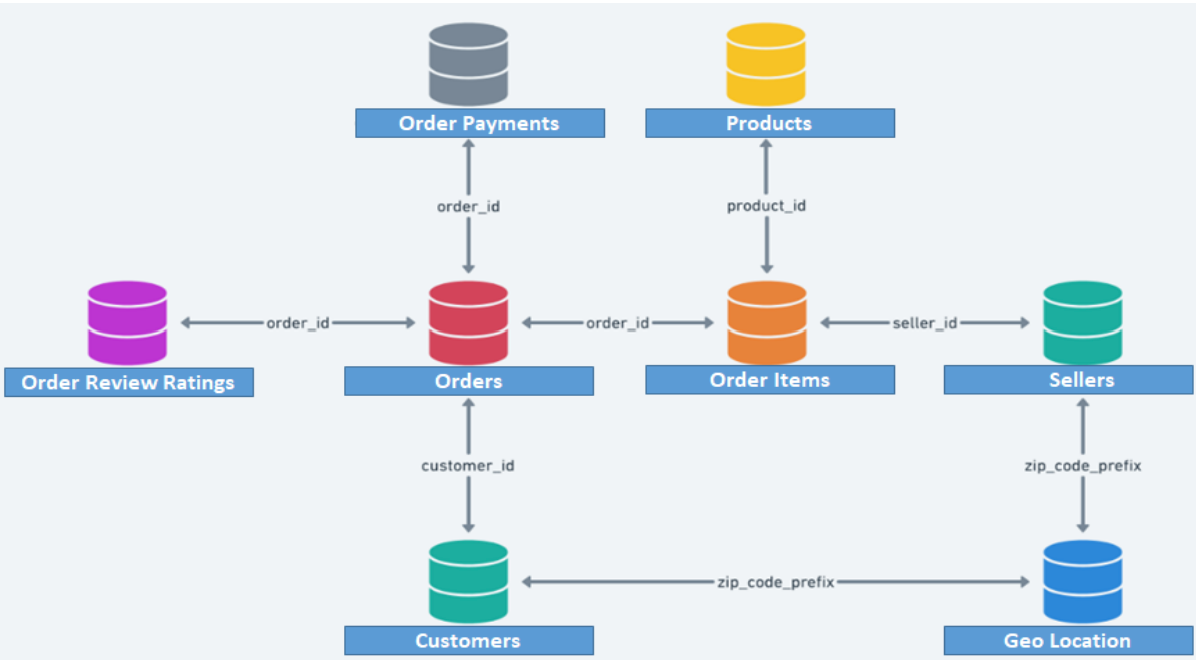 Order Payments
Products
order_id
product_id
order_id
order_id
seller_id
Order Review Ratings
Orders
Order Items
Sellers
customer_id
zip_code_prefix
zip_code_prefix
Customers
Geo Location